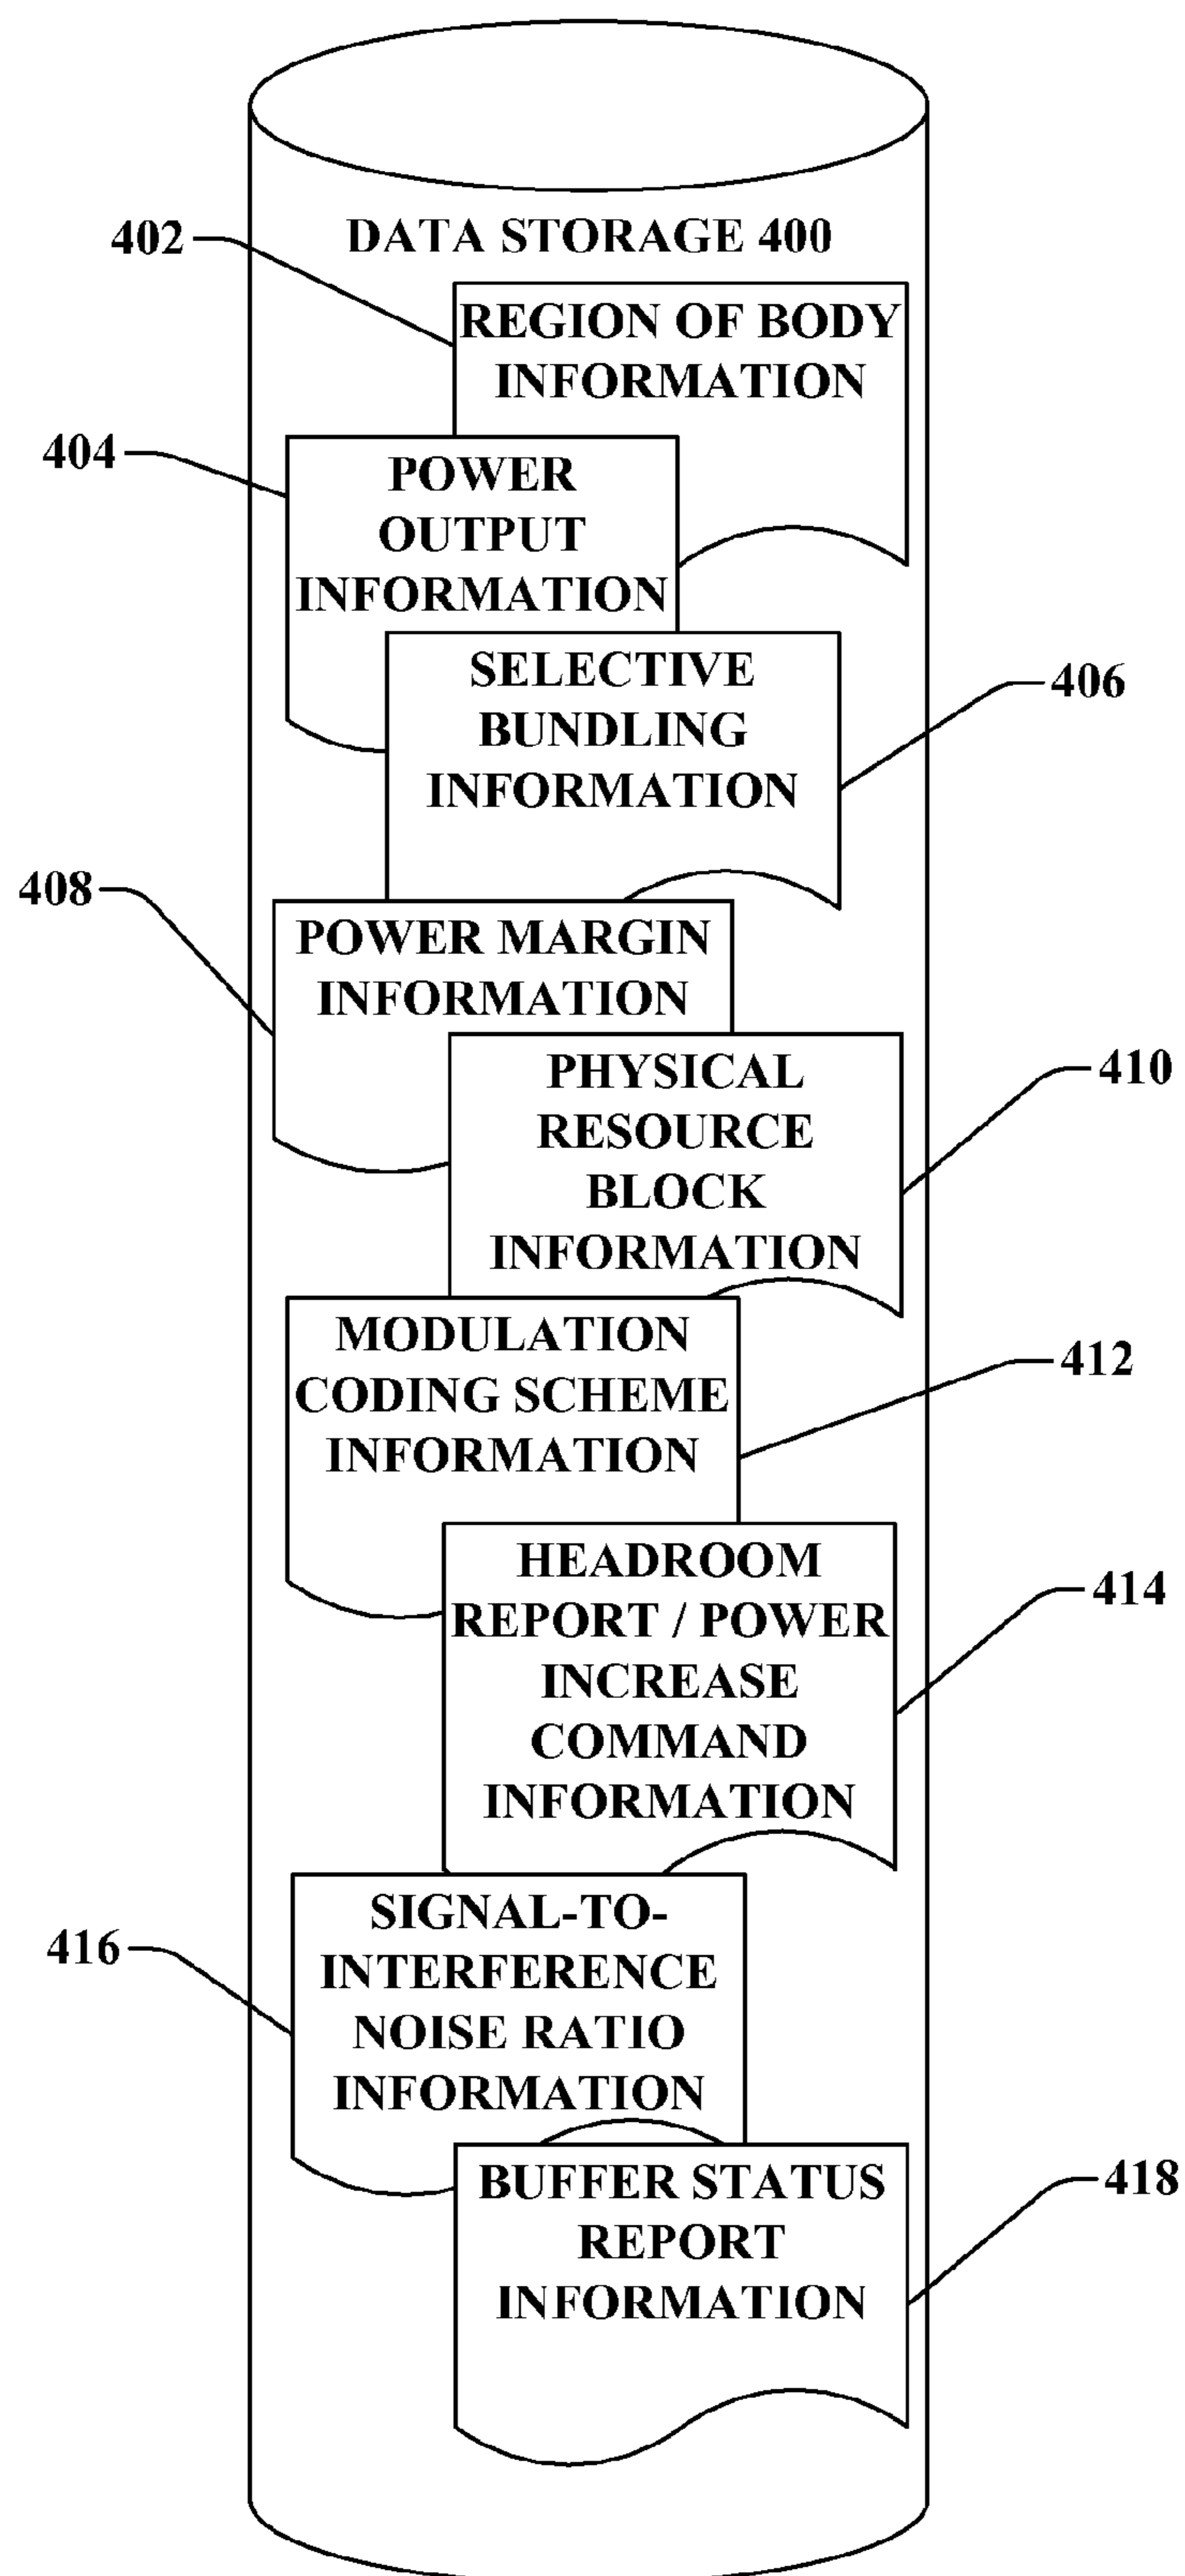 DATA STORAGE 400
402
REGION OF BODY
INFORMATION
404
POWER
OUTPUT
INFORMATION
SELECTIVE
BUNDLING
INFORMATION
406
408
POWER MARGIN
INFORMATION
PHYSICAL
RESOURCE
BLOCK
INFORMATION
410
MODULATION
CODING SCHEME
INFORMATION
412
HEADROOM
REPORT / POWER
INCREASE
COMMAND
INFORMATION
414
SIGNAL-TO-
INTERFERENCE
NOISE RATIO
INFORMATION
416
BUFFER STATUS
REPORT
INFORMATION
418